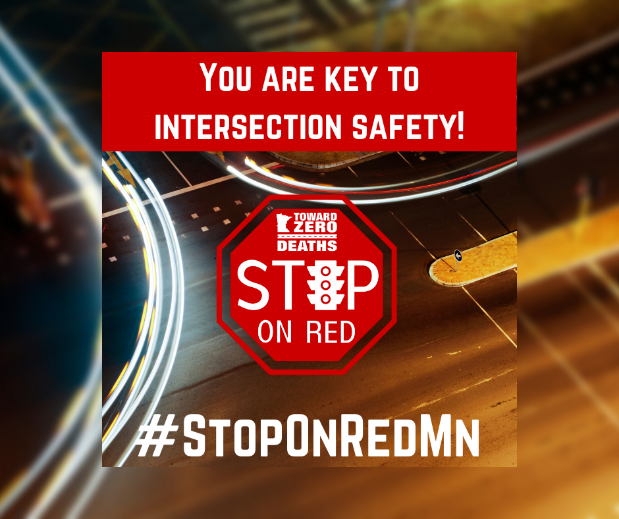 You are key to
intersection safety!
TOWARD
ZERO
DEATHS
STOP
ON RED
#StopOnRedMn